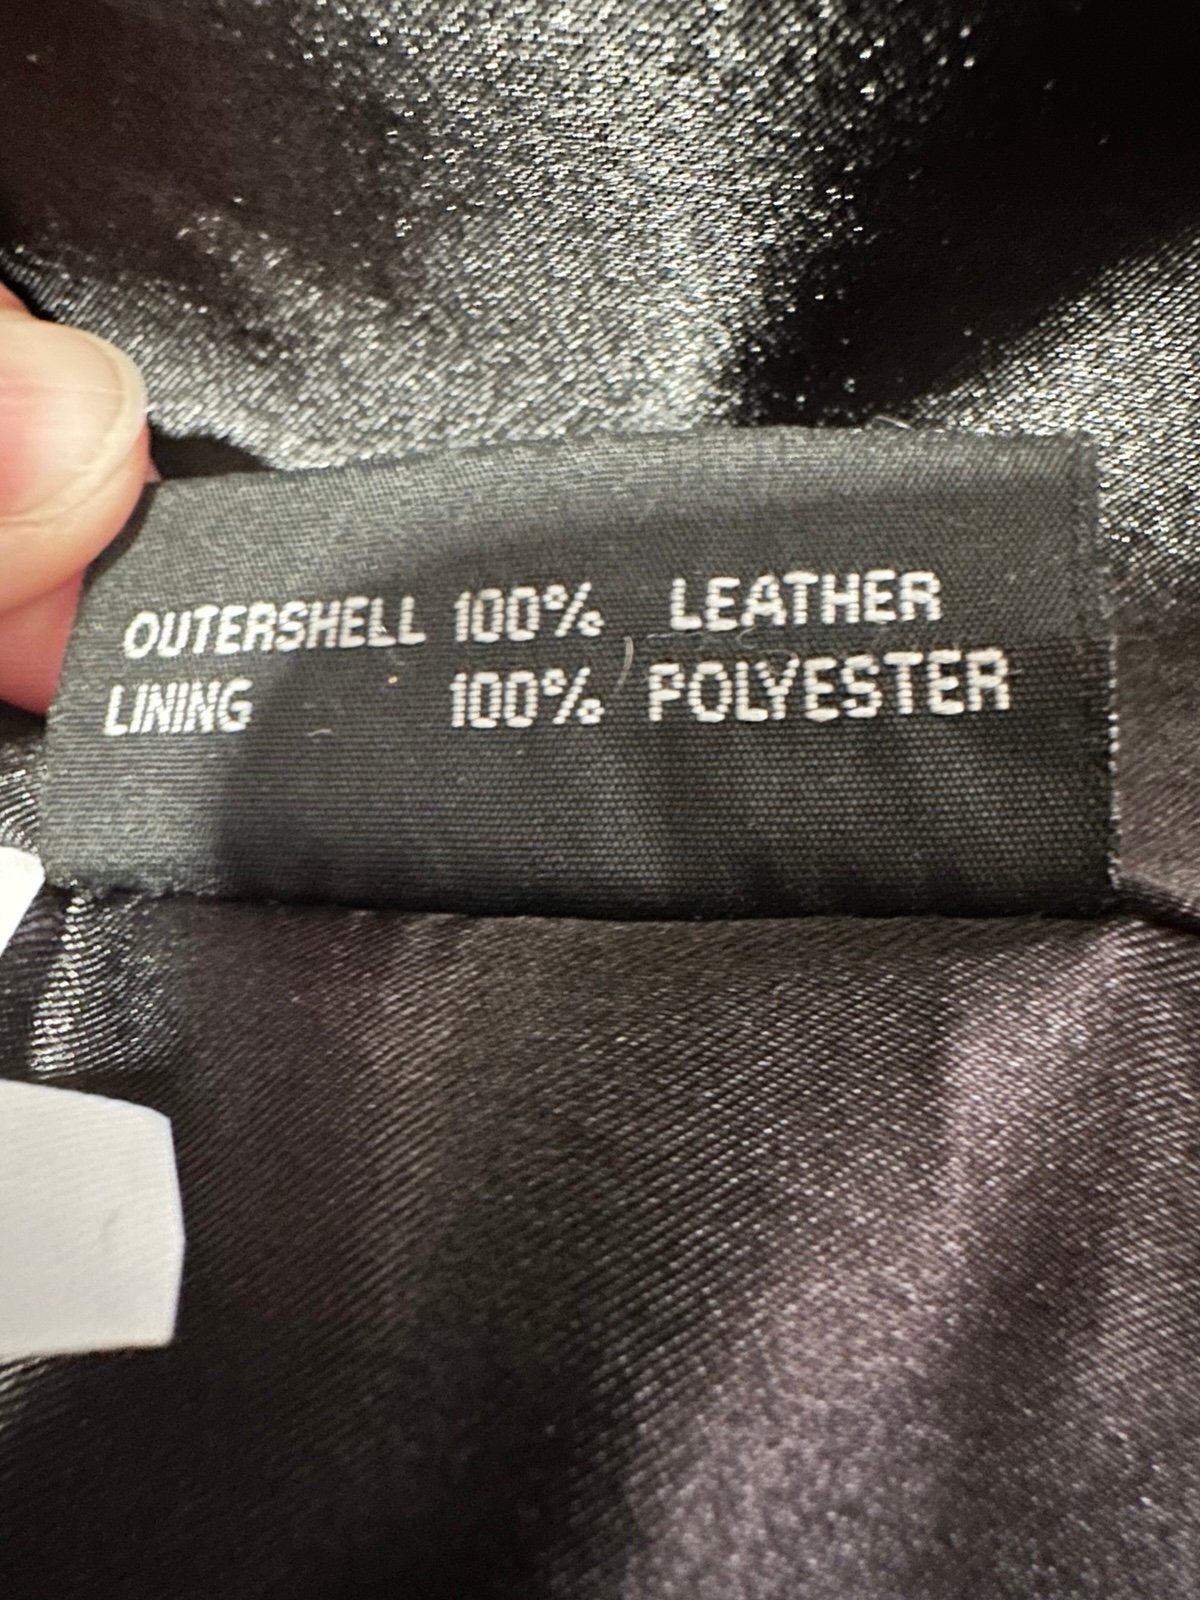 OUTERSHELL 100% LEATHER
LINING 100% POLYESTER